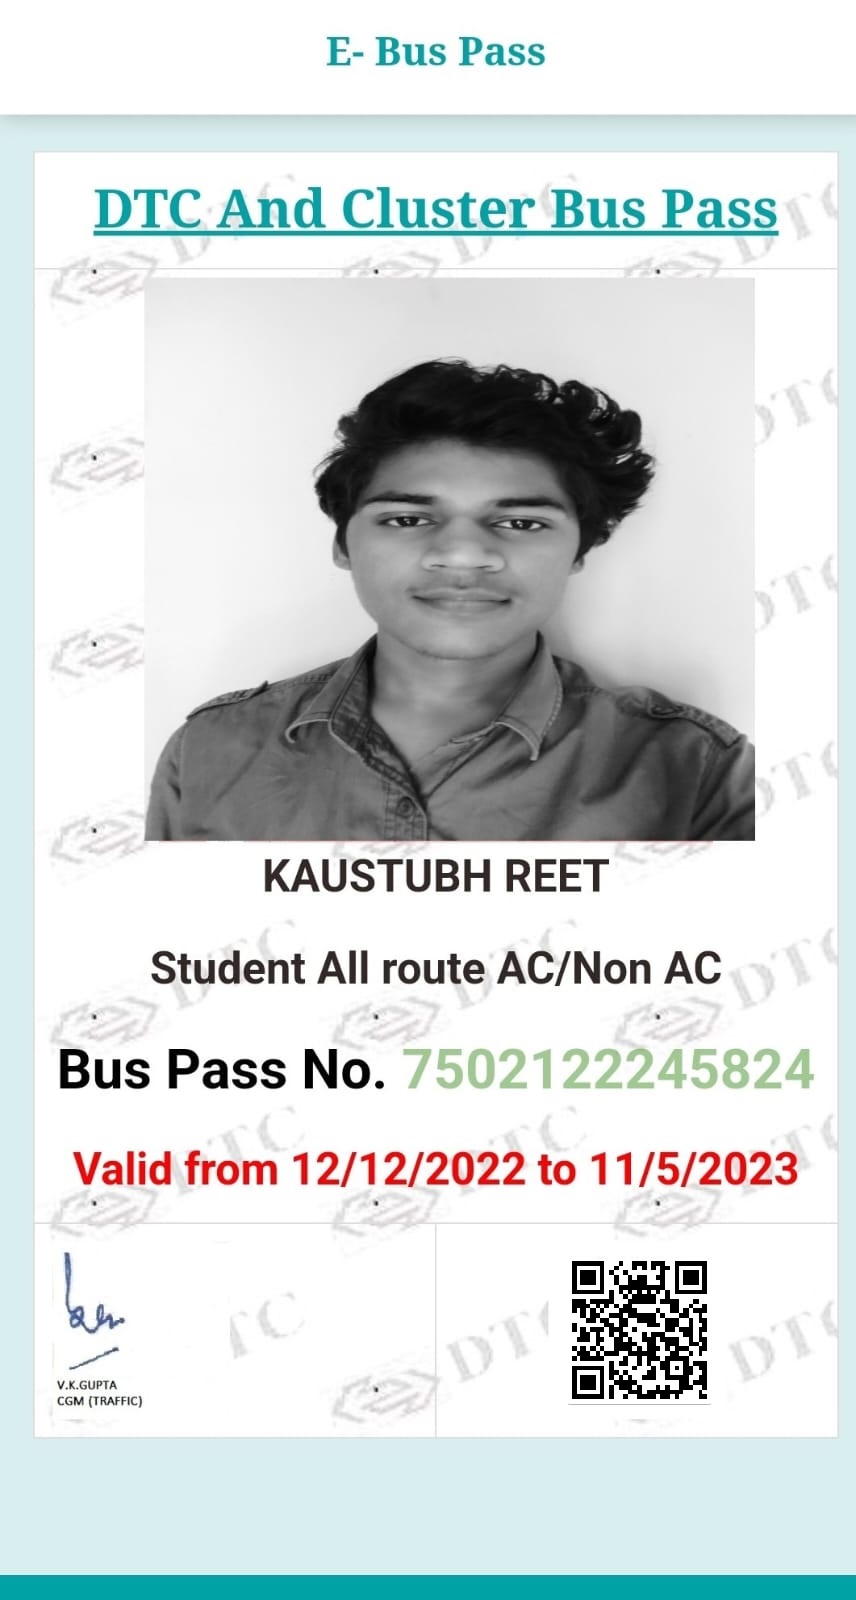 E- Bus Pass
DTC And Cluster Bus Pass
KAUSTUBH REET
Student All route AC/Non AC
Bus Pass No. 7502122245824
Valid from 12/12/2022 to 11/5/2023
V.K.GUPTA
CGM (TRAFFIC)
DTC